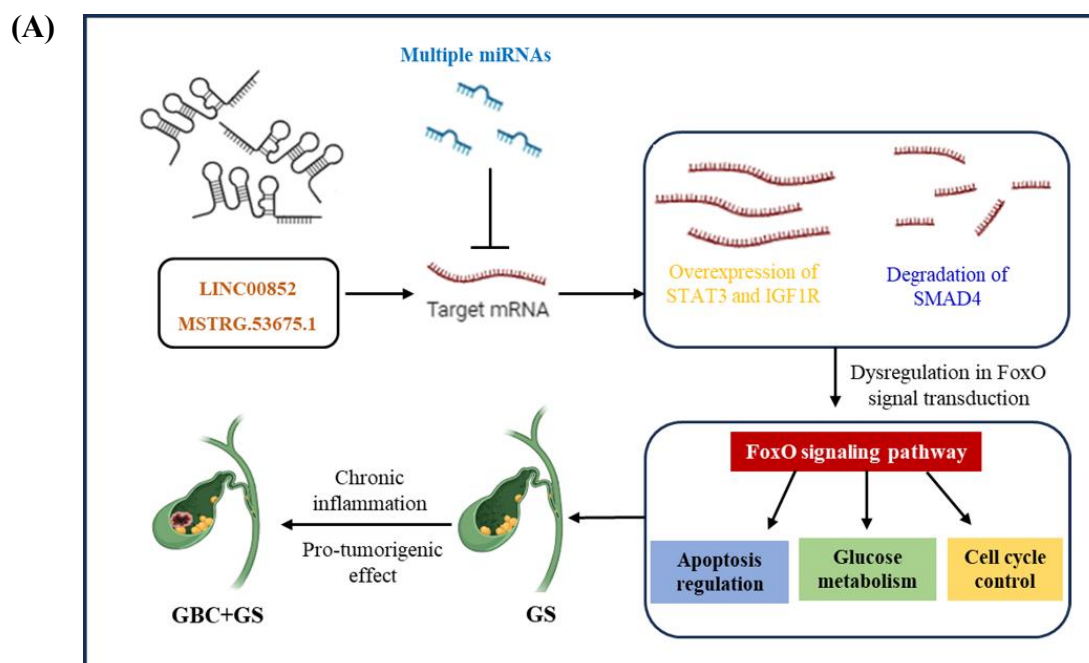 (A)
Multiple miRNAs
LINC00852
MSTRG.53675.1
Target mRNA
Overexpression of
STAT3 and IGF1R
Degradation of
SMAD4
Dysregulation in FoxO
signal transduction
FoxO signaling pathway
Apoptosis
regulation
Glucose
metabolism
Cell cycle
control
Chronic
inflammation
Pro-tumorigenic
effect
GBC+GS
GS